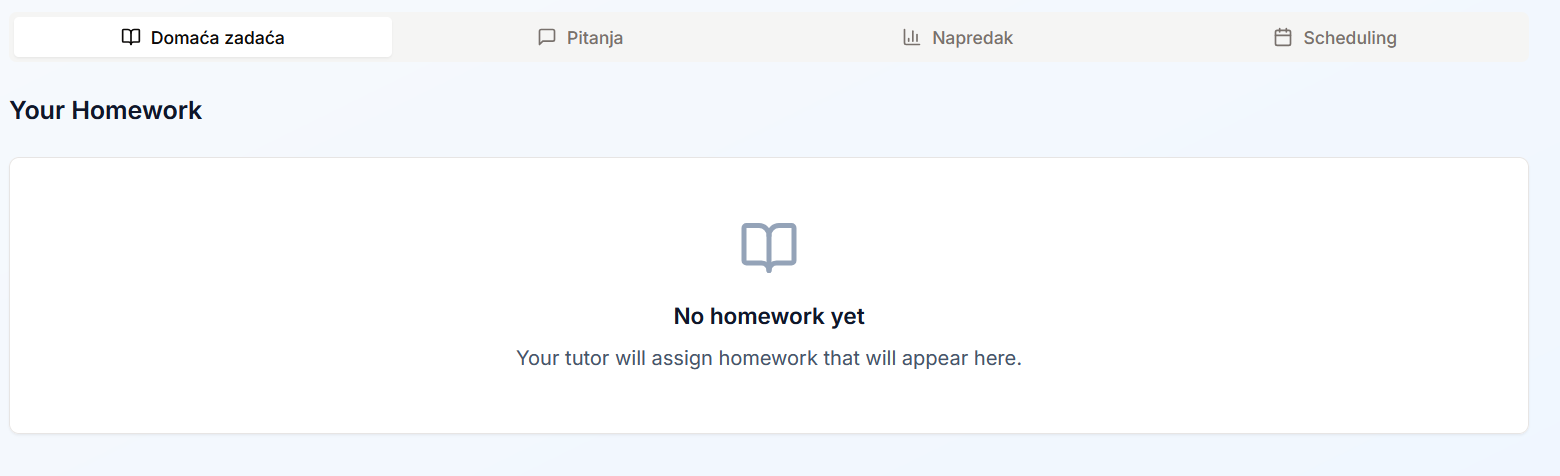 Domaća zadaća
Pitanja
Napredak
Scheduling
Your Homework
No homework yet
Your tutor will assign homework that will appear here.